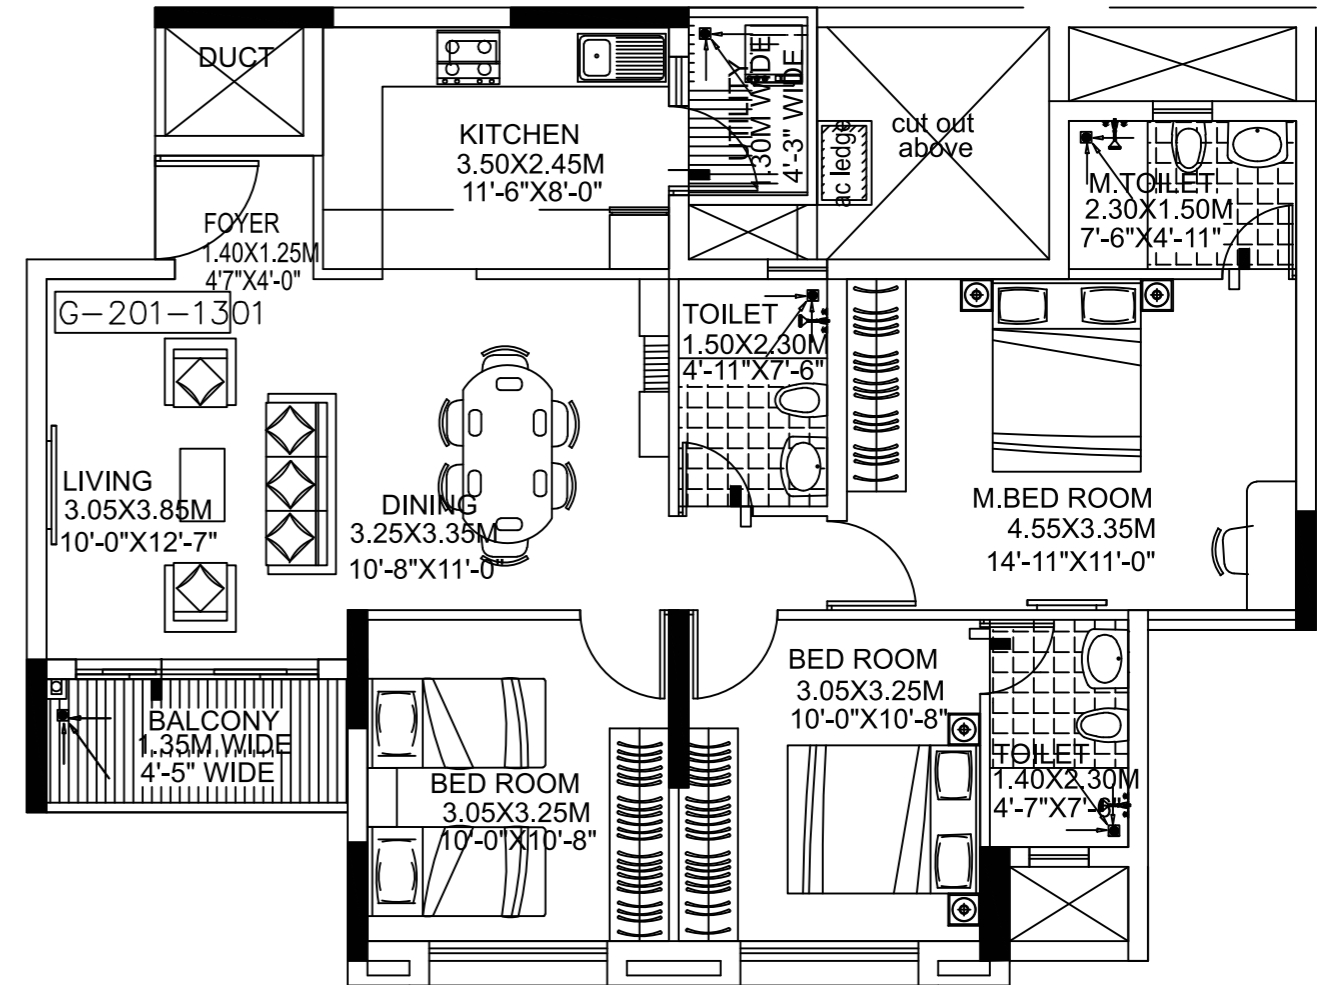 DUCT
KITCHEN
3.50X2.45M
11'-6"X8'-0"
UTILITY
1.30M WIDE
4'-3" WIDE
ac ledge
cut out
above
M.TOILET
2.30X1.50M
7'-6"X4'-11"
FOYER
1.40X1.25M
4'7"X4'-0"
G-201-1301
TOILET
1.50X2.30M
4'-11"X7'-6"
LIVING
3.05X3.85M
10'-0"X12'-7"
DINING
3.25X3.35M
10'-8"X11'-0"
M.BED ROOM
4.55X3.35M
14'-11"X11'-0"
BALCONY
1.35M WIDE
4'-5" WIDE
BED ROOM
3.05X3.25M
10'-0"X10'-8"
BED ROOM
3.05X3.25M
10'-0"X10'-8"
TOILET
1.40X2.30M
4'-7"X7'-6"